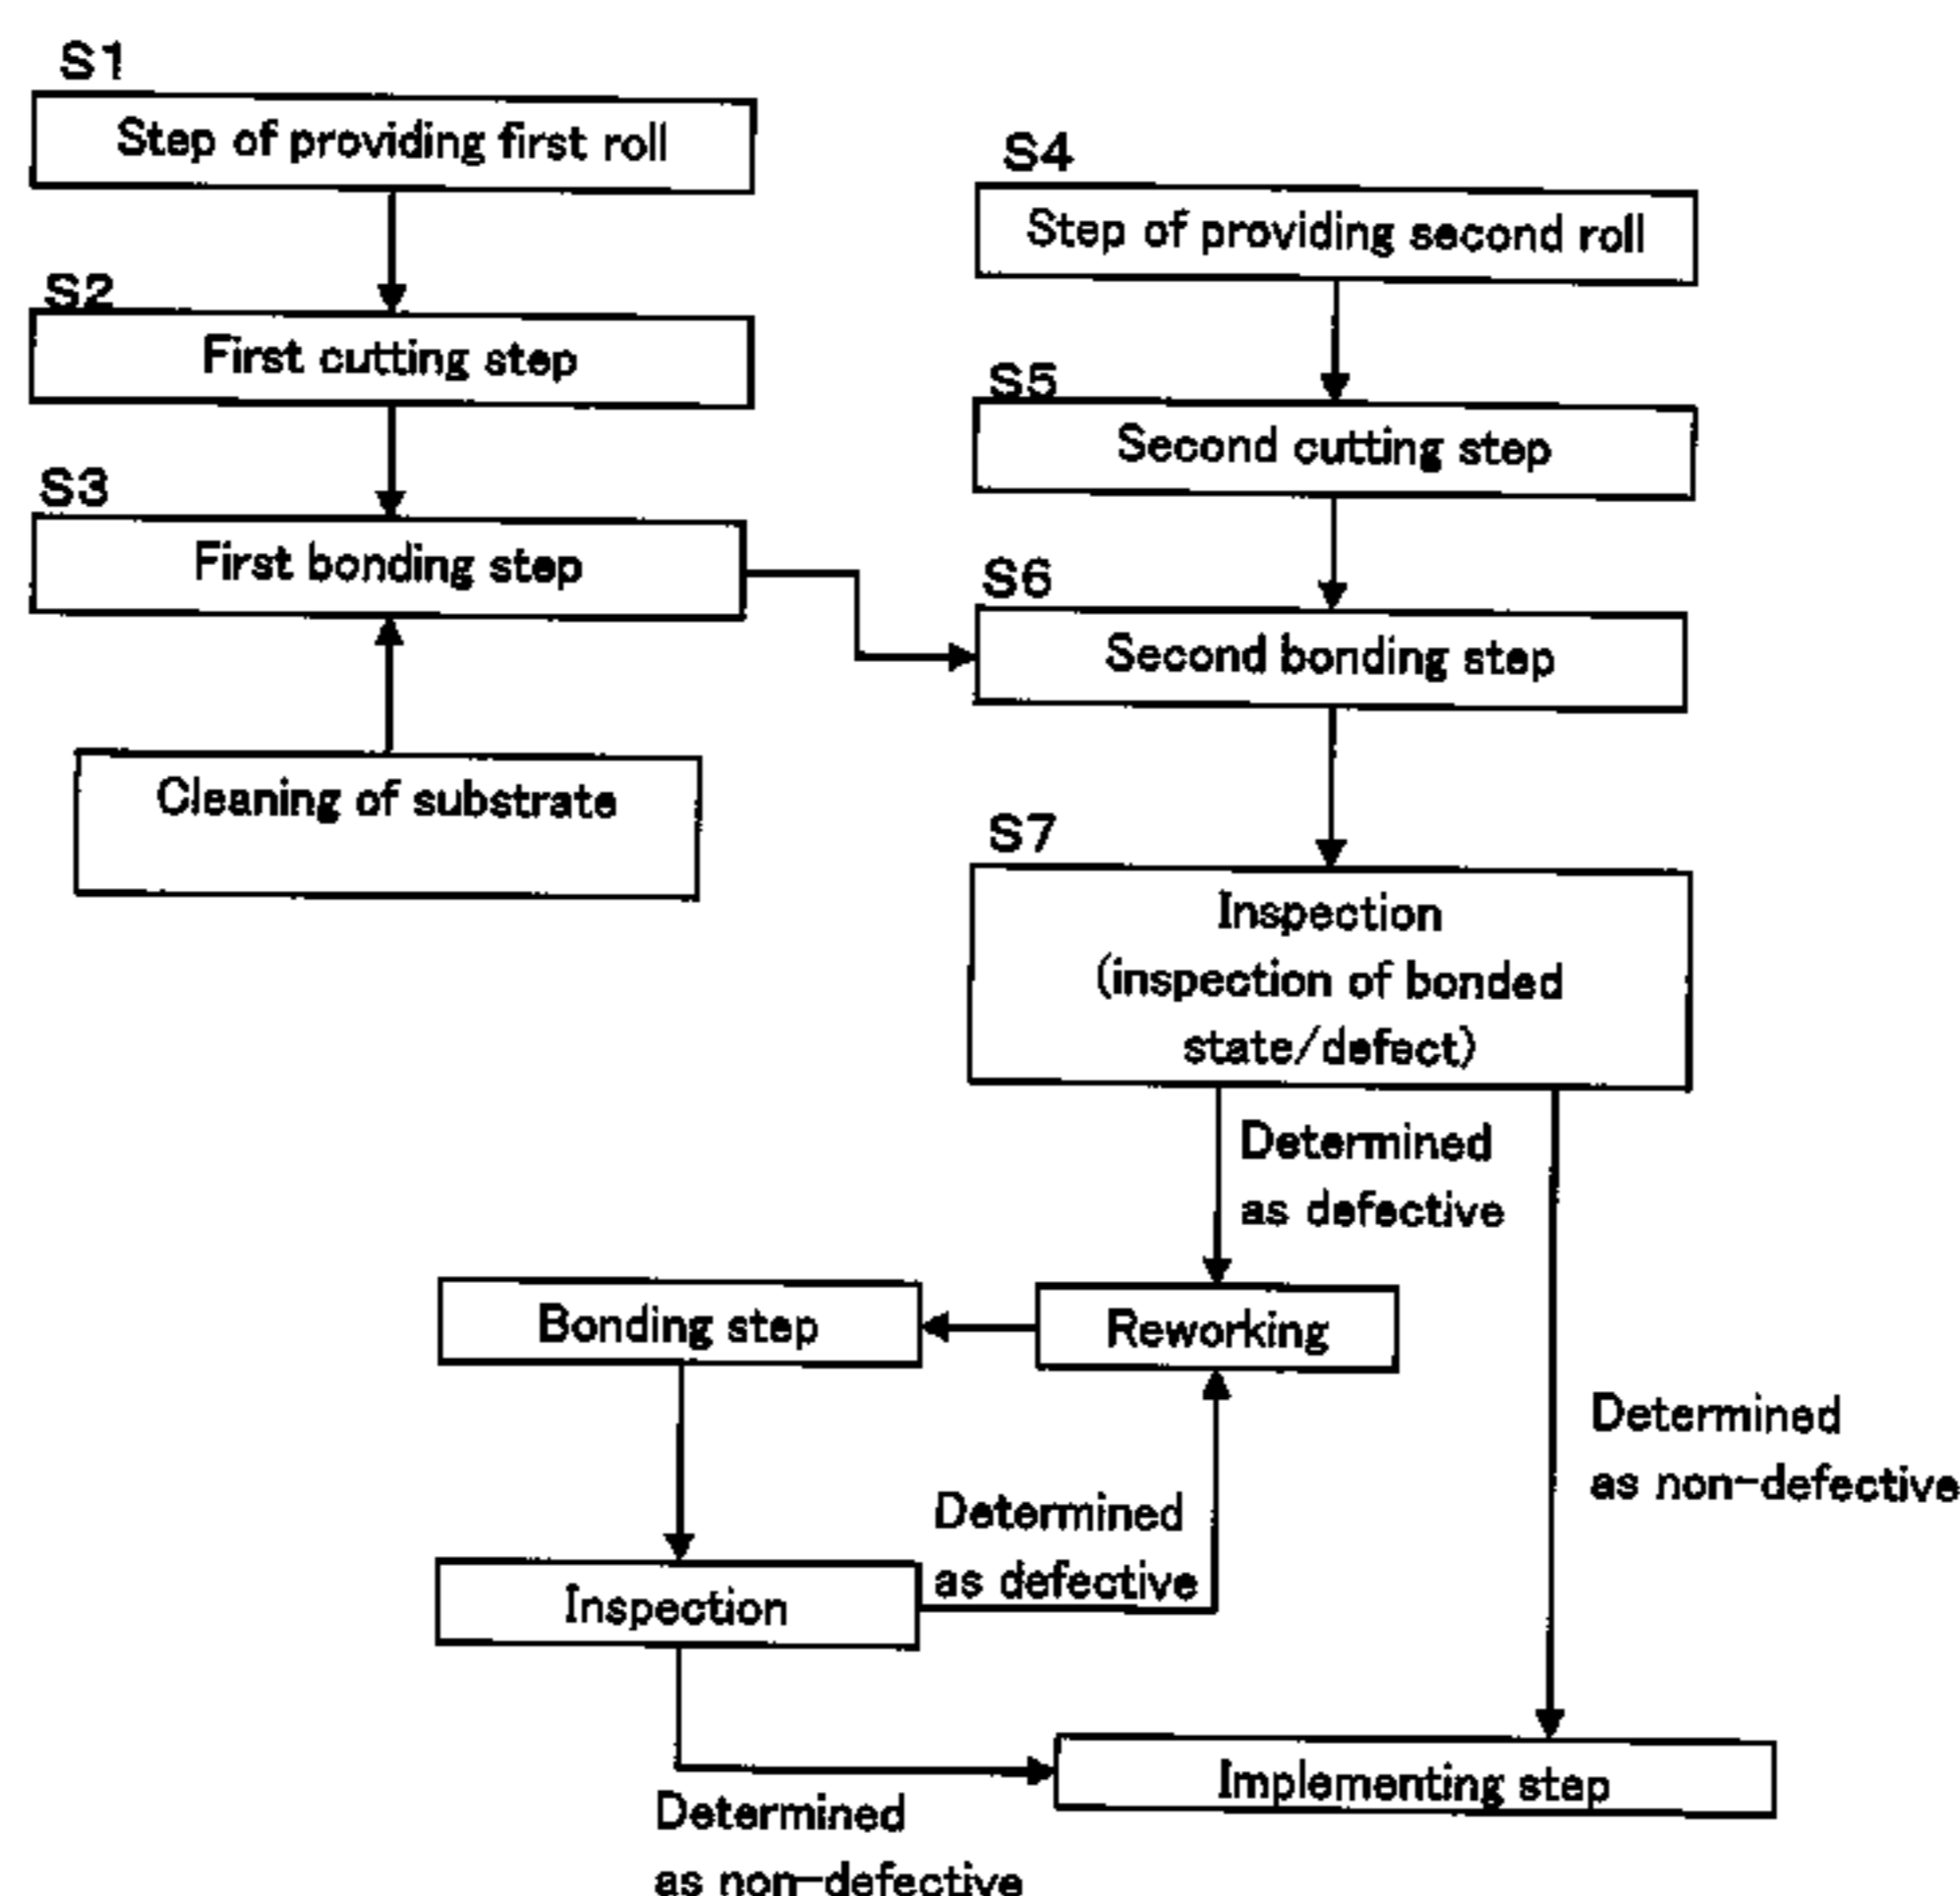 S1
Step of providing first roll
S2
First cutting step
S3
First bonding step
Cleaning of substrate
S4
Step of providing second roll
S5
Second cutting step
S6
Second bonding step
S7
Inspection
(inspection of bonded
state/defect)
Determined
as defective
Reworking
Bonding step
Inspection
Determined
as defective
Determined
as non-defective
Determined
as non-defective
Implementing step